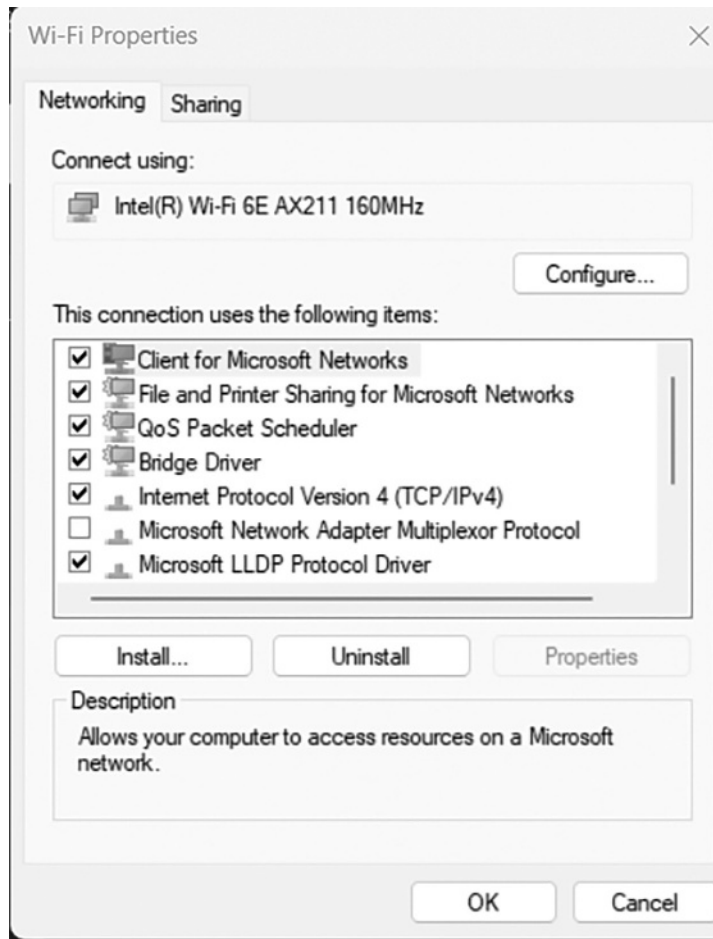 Wi-Fi Properties
Networking
Sharing
Connect using:
Intel(R) Wi-Fi 6E AX211 160MHz
Configure...
This connection uses the following items:
Client for Microsoft Networks
File and Printer Sharing for Microsoft Networks
QoS Packet Scheduler
Bridge Driver
Internet Protocol Version 4 (TCP/IPv4)
Microsoft Network Adapter Multiplexor Protocol
Microsoft LLDP Protocol Driver
Install...
Uninstall
Properties
Description
Allows your computer to access resources on a Microsoft
network.
OK
Cancel